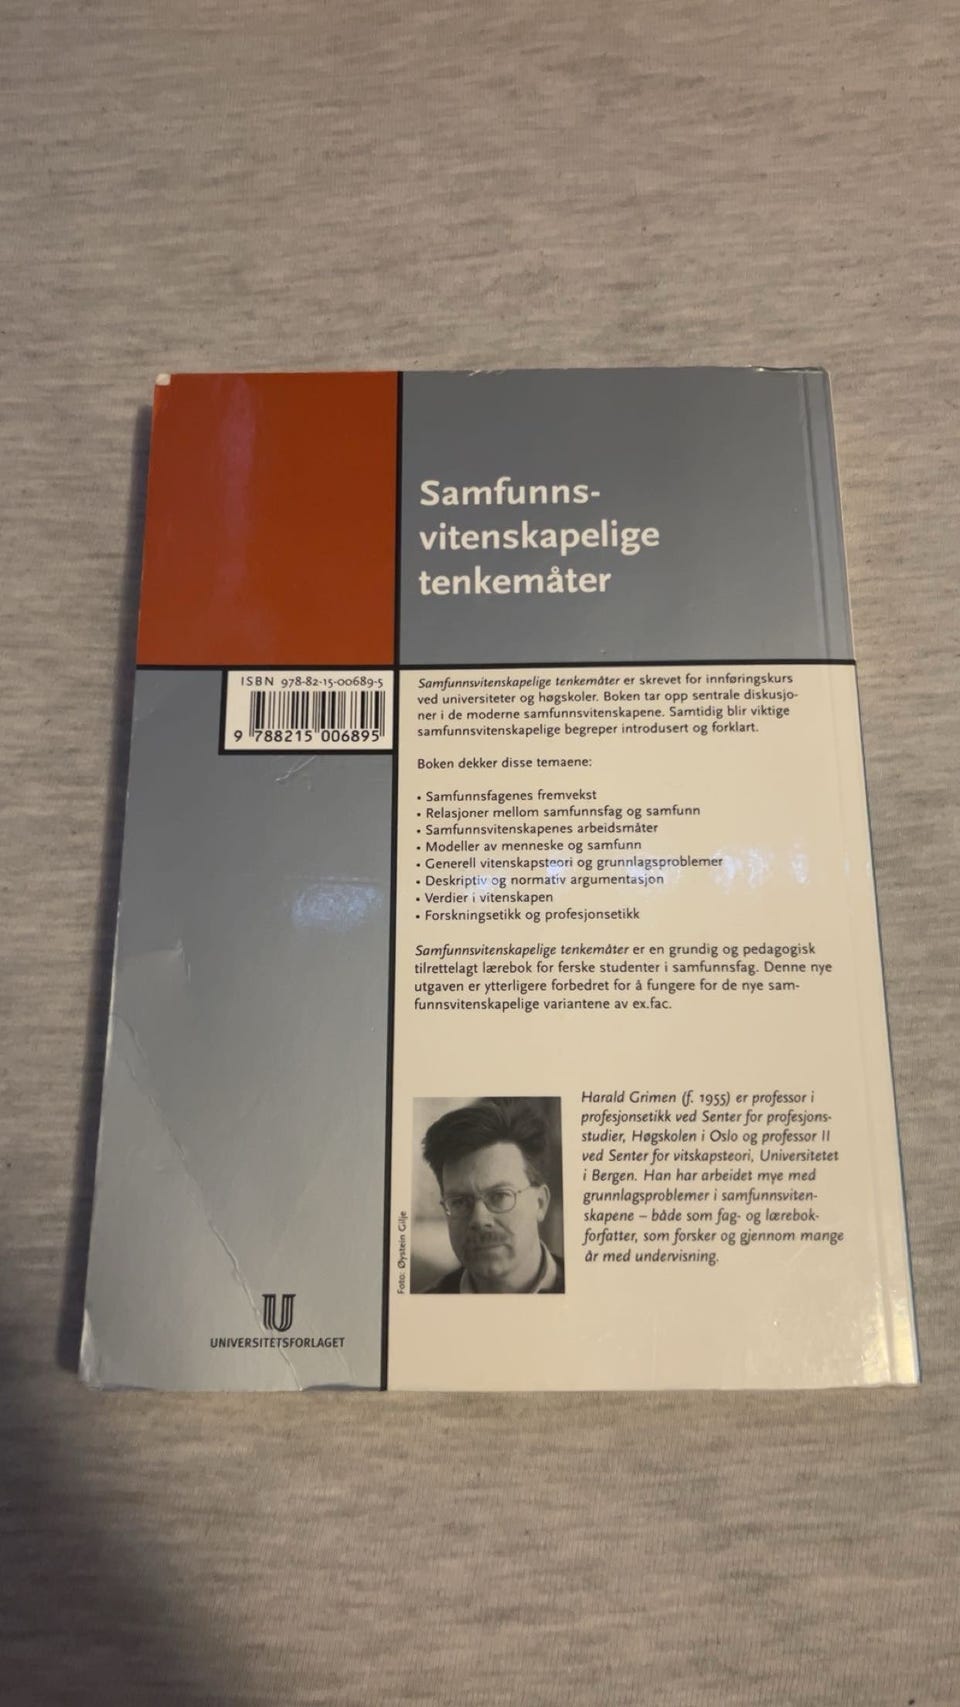 Samfunns-
vitenskapelige
tenkemåter
ISBN 978-82-15-00689-5
9 788215 006895
Samfunnsvitenskapelige tenkemåter er skrevet for innføringskurs
ved universiteter og høgskoler. Boken tar opp sentrale diskusjo-
ner i de moderne samfunnsvitenskapene. Samtidig blir viktige
samfunnsvitenskapelige begreper introdusert og forklart.
Boken dekker disse temaene:
• Samfunnsfagenes fremvekst
• Relasjoner mellom samfunnsfag og samfunn
• Samfunnsvitenskapenes arbeidsmåter
• Modeller av menneske og samfunn
• Generell vitenskapsteori og grunnlagsproblemer
• Deskriptiv og normativ argumentasjon
• Verdier i vitenskapen
• Forskningsetikk og profesjonsetikk
Samfunnsvitenskapelige tenkemåter er en grundig og pedagogisk
tilrettelagt lærebok for ferske studenter i samfunnsfag. Denne nye
utgaven er ytterligere forbedret for å fungere for de nye sam-
funnsvitenskapelige variantene av ex.fac.
Harald Grimen (f. 1955) er professor i
profesjonsetikk ved Senter for profesjons-
studier, Høgskolen i Oslo og professor II
ved Senter for vitskapsteori, Universitetet
i Bergen. Han har arbeidet mye med
grunnlagsproblemer i samfunnsviten-
skapene – både som fag- og lærebok-
forfatter, som forsker og gjennom mange
år med undervisning.
Foto: Øystein Gilje
UNIVERSITETSFORLAGET